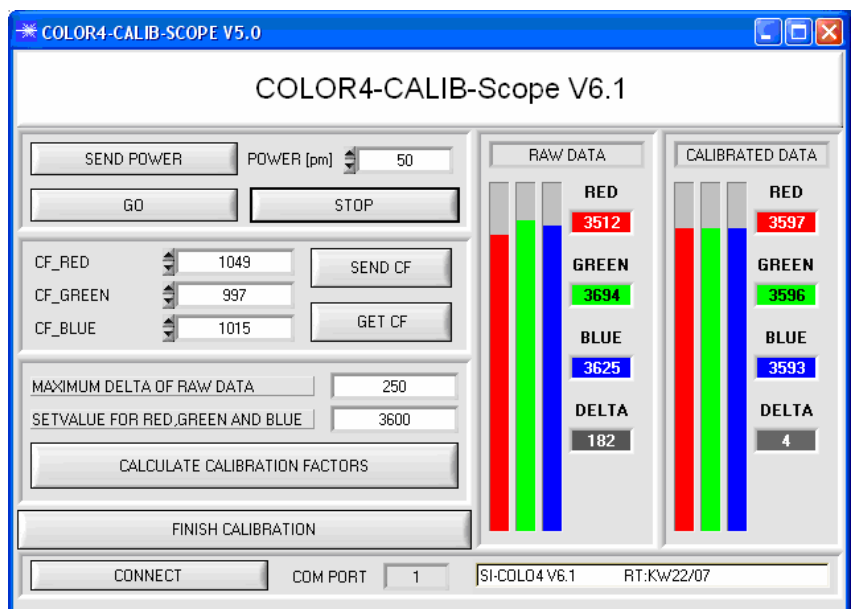 COLOR4-CALIB-SCOPE V5.0
COLOR4-CALIB-Scope V6.1
SEND POWER
POWER [pm]
50
GO
STOP
CF_RED
1049
CF_GREEN
997
CF_BLUE
1015
SEND CF
GET CF
MAXIMUM DELTA OF RAW DATA
250
SETVALUE FOR RED,GREEN AND BLUE
3600
CALCULATE CALIBRATION FACTORS
FINISH CALIBRATION
RAW DATA
RED
3512
GREEN
3694
BLUE
3625
DELTA
182
CALIBRATED DATA
RED
3597
GREEN
3596
BLUE
3593
DELTA
4
CONNECT
COM PORT
1
SI-COLO4 V6.1 RT:KW22/07